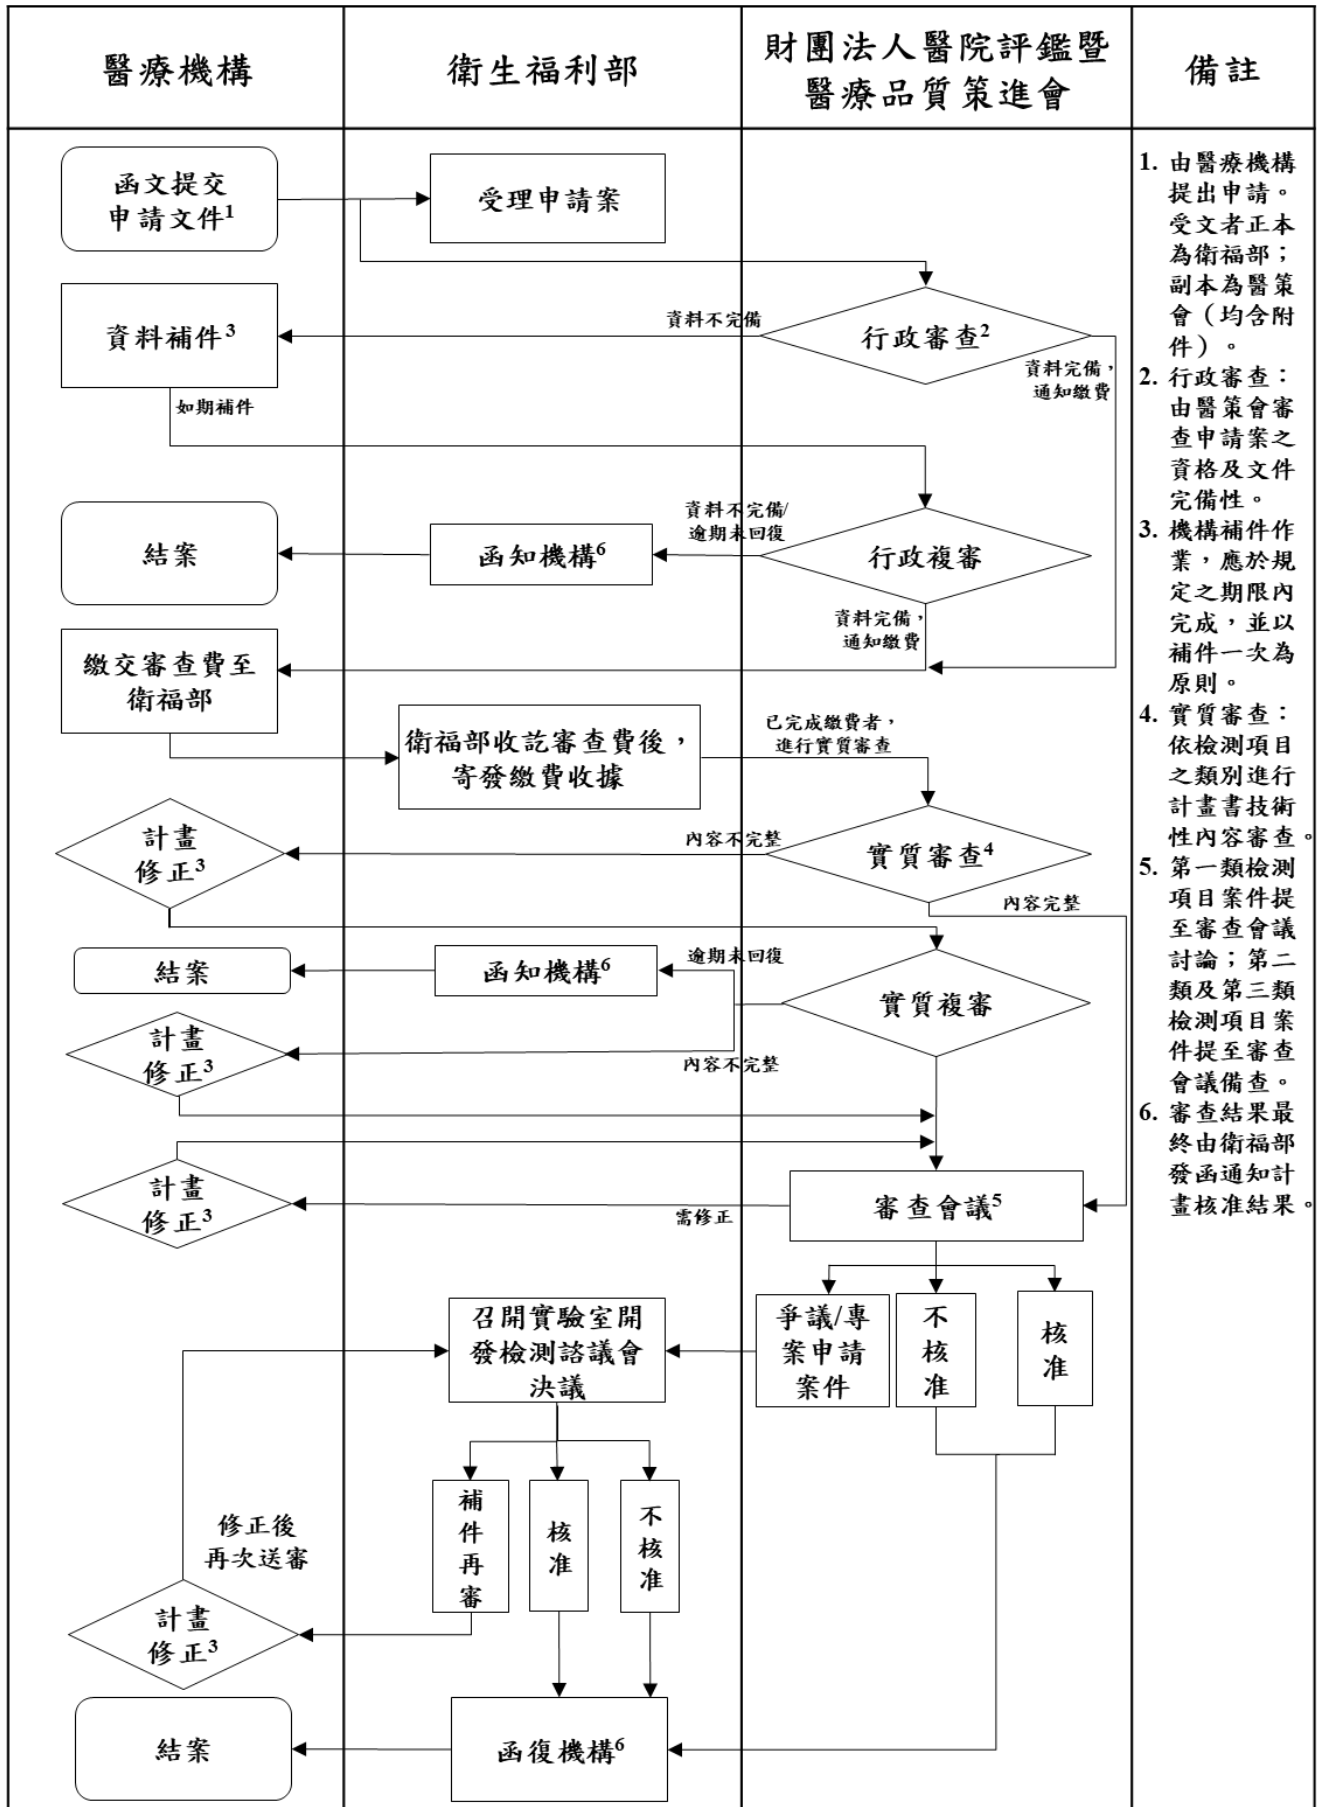 醫療機構
衛生福利部
財團法人醫院評鑑暨
醫療品質策進會
備註
函文提交
申請文件1
受理申請案
資料補件3
資料不完備
行政審查2
資料完備，
通知繳費
如期補件
結案
函知機構6
資料不完備/
逾期未回復
行政複審
資料完備，
通知繳費
繳交審查費至
衛福部
衛福部收訖審查費後，
寄發繳費收據
已完成繳費者，
進行實質審查
計畫
修正3
內容不完整
實質審查4
內容完整
結案
函知機構6
逾期未回復
實質複審
計畫
修正3
內容不完整
計畫
修正3
需修正
審查會議5
召開實驗室開
發檢測諮議會
決議
爭議/專
案申請
案件
不
核
准
核
准
補
件
再
審
核
准
不
核
准
修正後
再次送審
計畫
修正3
結案
函復機構6
1. 由醫療機構
提出申請。
受文者正本
為衛福部；
副本為醫策
會（均含附
件）。
2. 行政審查：
由醫策會審
查申請案之
資格及文件
完備性。
3. 機構補件作
業，應於規
定之期限內
完成，並以
補件一次為
原則。
4. 實質審查：
依檢測項目
之類別進行
計畫書技術
性內容審查。
5. 第一類檢測
項目案件提
至審查會議
討論；第二
類及第三類
檢測項目案
件提至審查
會議備查。
6. 審查結果最
終由衛福部
發函通知計
畫核准結果。